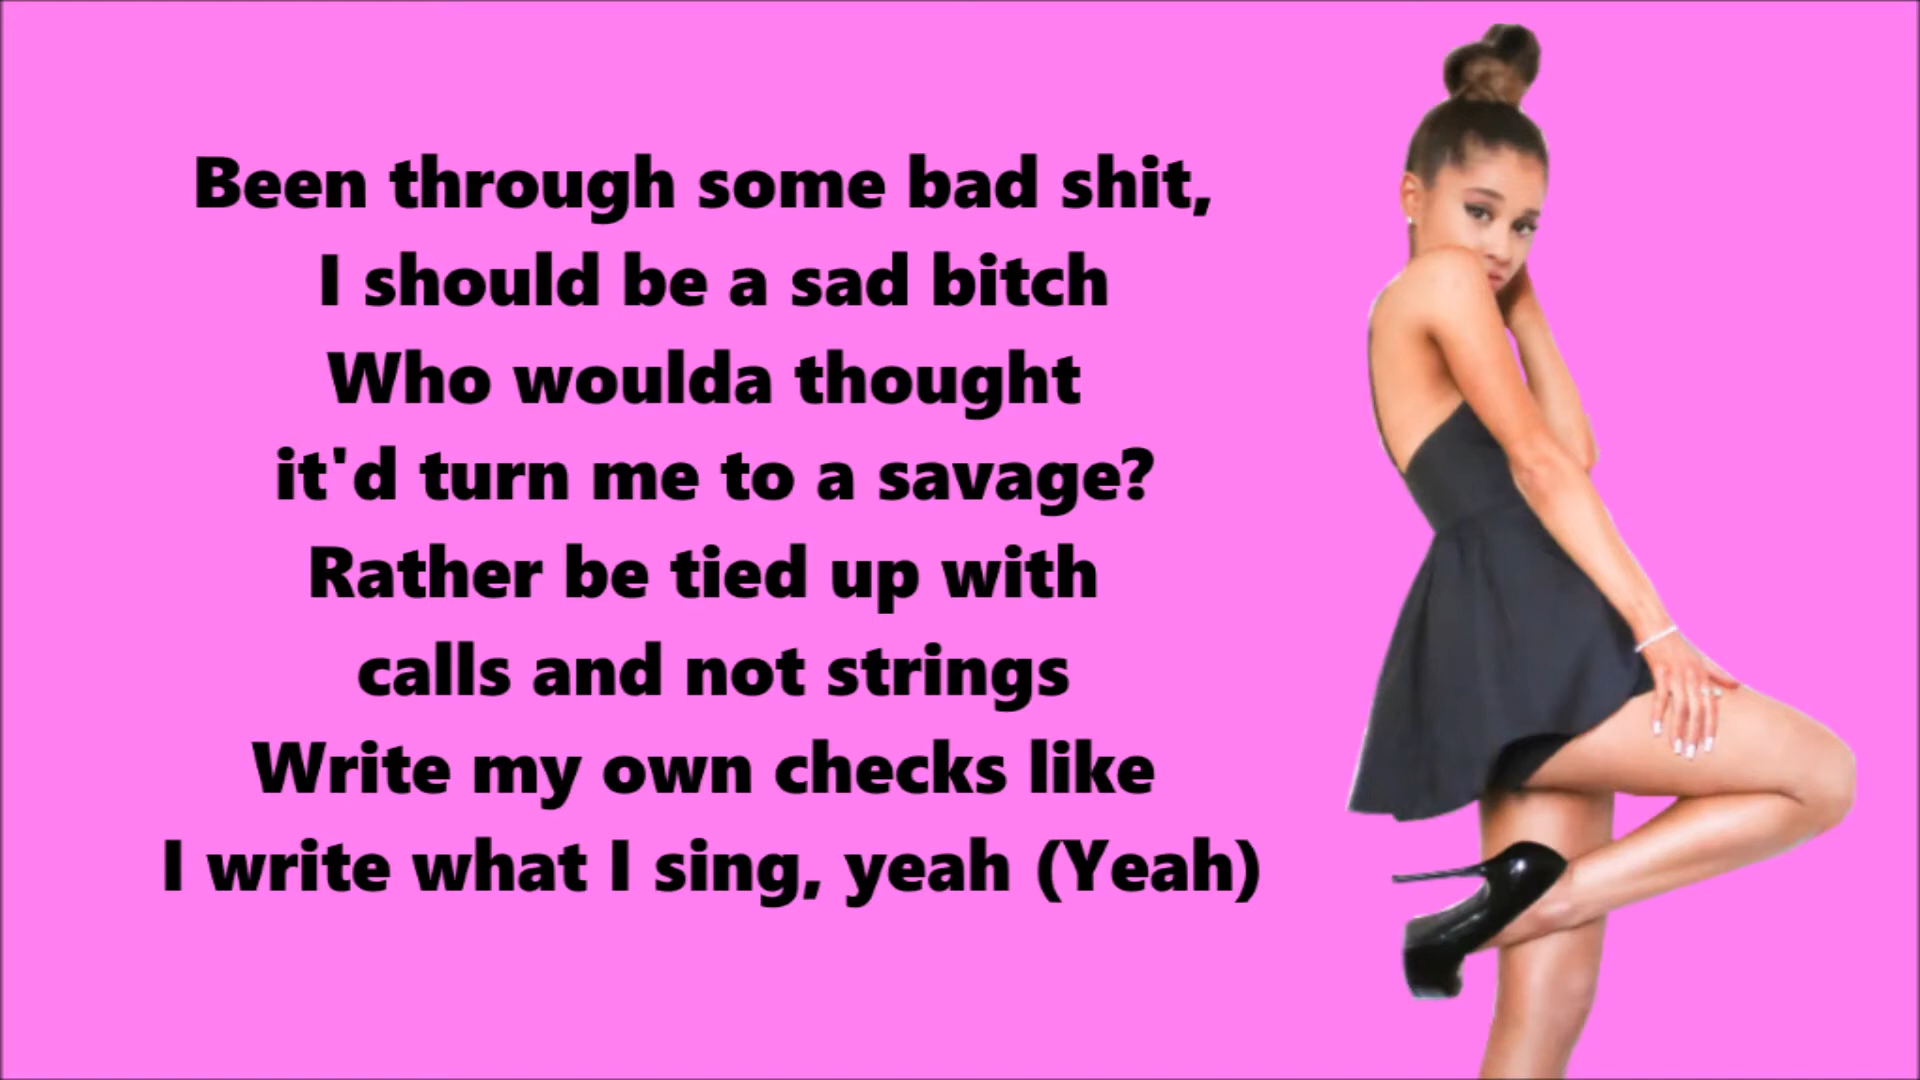 Been through some bad shit,
I should be a sad bitch
Who woulda thought
it'd turn me to a savage?
Rather be tied up with
calls and not strings
Write my own checks like
I write what I sing, yeah (Yeah)